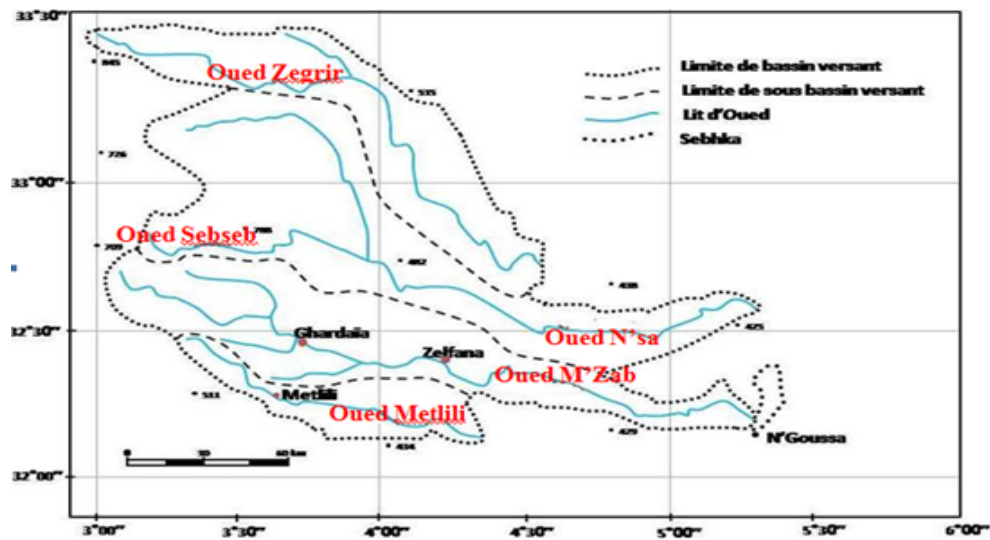 33°30'
845
Oued Zegrir
535
Limite de bassin versant
Limite de sous bassin versant
Lit d'Oued
Sebhka
726
33°00'
Oued Sebseb
788
709
482
438
32°30'
Ghardaïa
Zelfana
Oued N'sa
425
Oued M'Zab
511
Metlili
Oued Metlili
434
429
N'Goussa
0 30 60 km
32°00'
3°00' 3°30' 4°00' 4°30' 5°00' 5°30' 6°00'